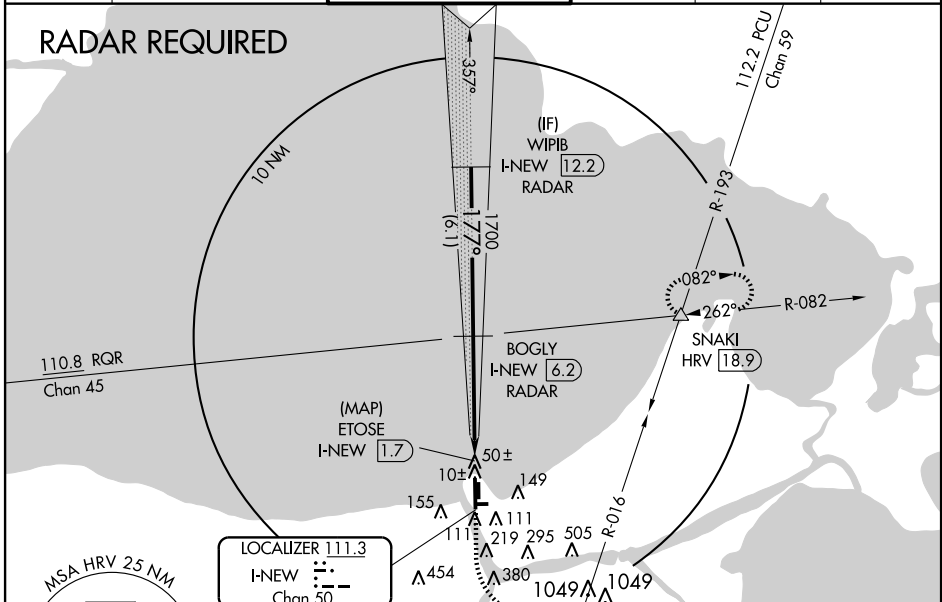 RADAR REQUIRED
112.2 PCU
Chan 59
357°
10 NM
(IF)
WIPIB
I-NEW 12.2
RADAR
R-193
1700
177°
(6.1)
082°
262°
R-082
SNAKI
HRV 18.9
110.8 RQR
Chan 45
BOGLY
I-NEW 6.2
RADAR
(MAP)
ETOSE
I-NEW 1.7
50±
10±
149
155
111
111
R-016
219
295
505
454
380
1049
1049
LOCALIZER 111.3
I-NEW
Chan 50
MSA HRV 25 NM